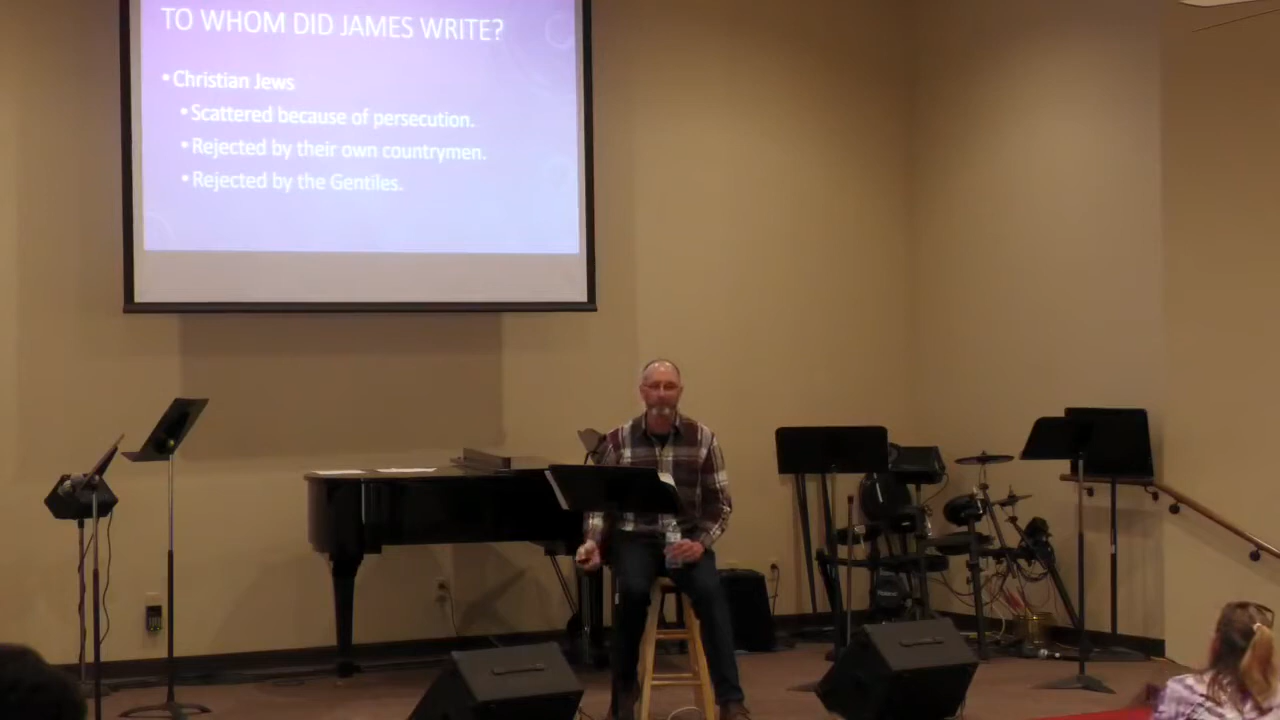 TO WHOM DID JAMES WRITE?
• Christian Jews
• Scattered because of persecution.
• Rejected by their own countrymen.
• Rejected by the Gentiles.